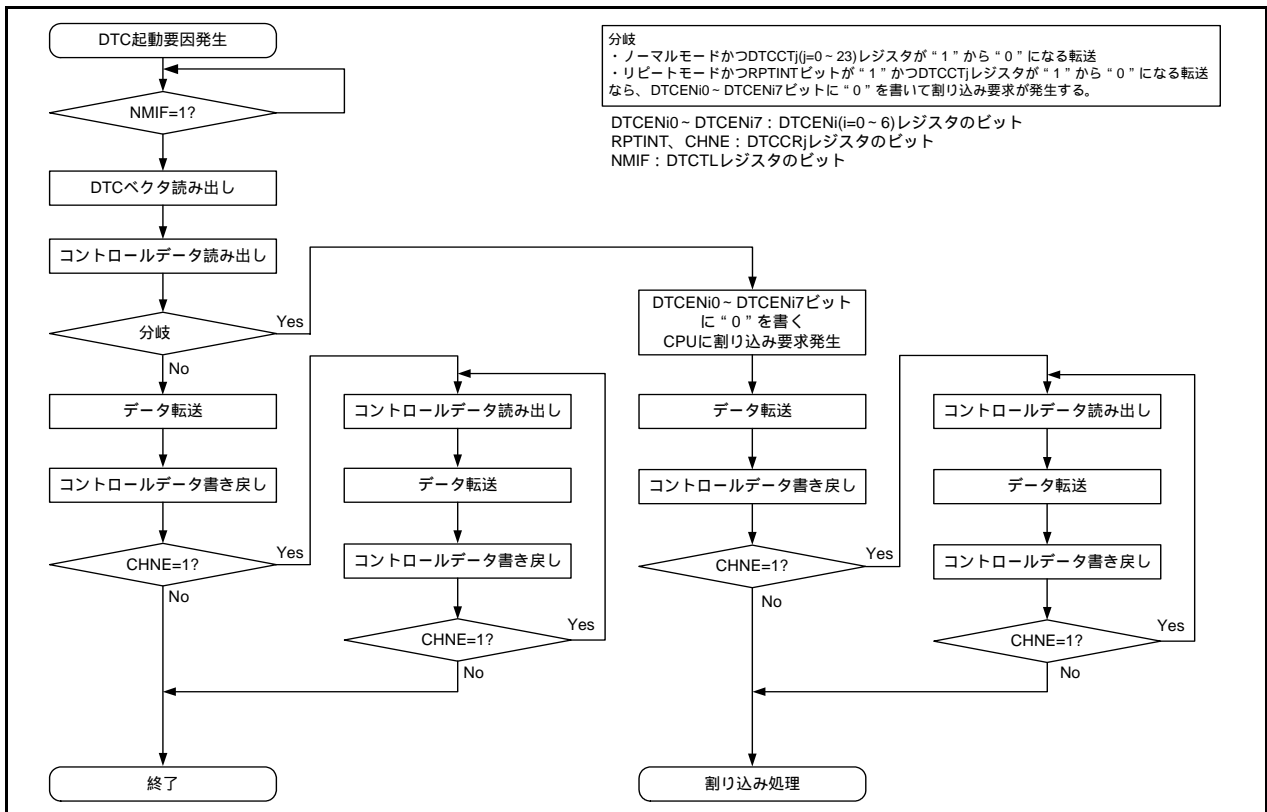 DTC起動要因発生
NMIF=1?
DTCベクタ読み出し
コントロールデータ読み出し
分岐
Yes
No
データ転送
コントロールデータ書き戻し
CHNE=1?
Yes
No
終了
コントロールデータ読み出し
データ転送
コントロールデータ書き戻し
CHNE=1?
Yes
No
分岐
・ノーマルモードかつDTCCTj(j=0~23)レジスタが“1”から“0”になる転送
・リピートモードかつRPTINTビットが“1”かつDTCCTjレジスタが“1”から“0”になる転送
なら、DTCENi0~DTCENi7ビットに“0”を書いて割り込み要求が発生する。
DTCENi0~DTCENi7:DTCENi(i=0~6)レジスタのビット
RPTINT、CHNE:DTCCRjレジスタのビット
NMIF:DTCTLレジスタのビット
DTCENi0~DTCENi7ビット
に“0”を書く
CPUに割り込み要求発生
データ転送
コントロールデータ書き戻し
CHNE=1?
Yes
No
割り込み処理
コントロールデータ読み出し
データ転送
コントロールデータ書き戻し
CHNE=1?
Yes
No